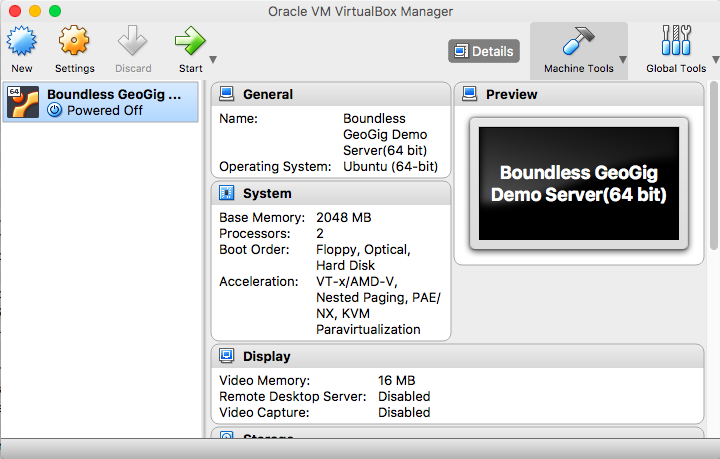 Oracle VM VirtualBox Manager
New
Settings
Discard
Start
Details
Machine Tools
Global Tools
64
Boundless GeoGig ...
Powered Off
General
Name:
Boundless
GeoGig Demo
Server(64 bit)
Operating System: Ubuntu (64-bit)
System
Base Memory: 2048 MB
Processors: 2
Boot Order: Floppy, Optical,
Hard Disk
Acceleration: VT-x/AMD-V,
Nested Paging, PAE/
NX, KVM
Paravirtualization
Preview
Boundless GeoGig
Demo Server(64 bit)
Display
Video Memory: 16 MB
Remote Desktop Server: Disabled
Video Capture: Disabled
Storage